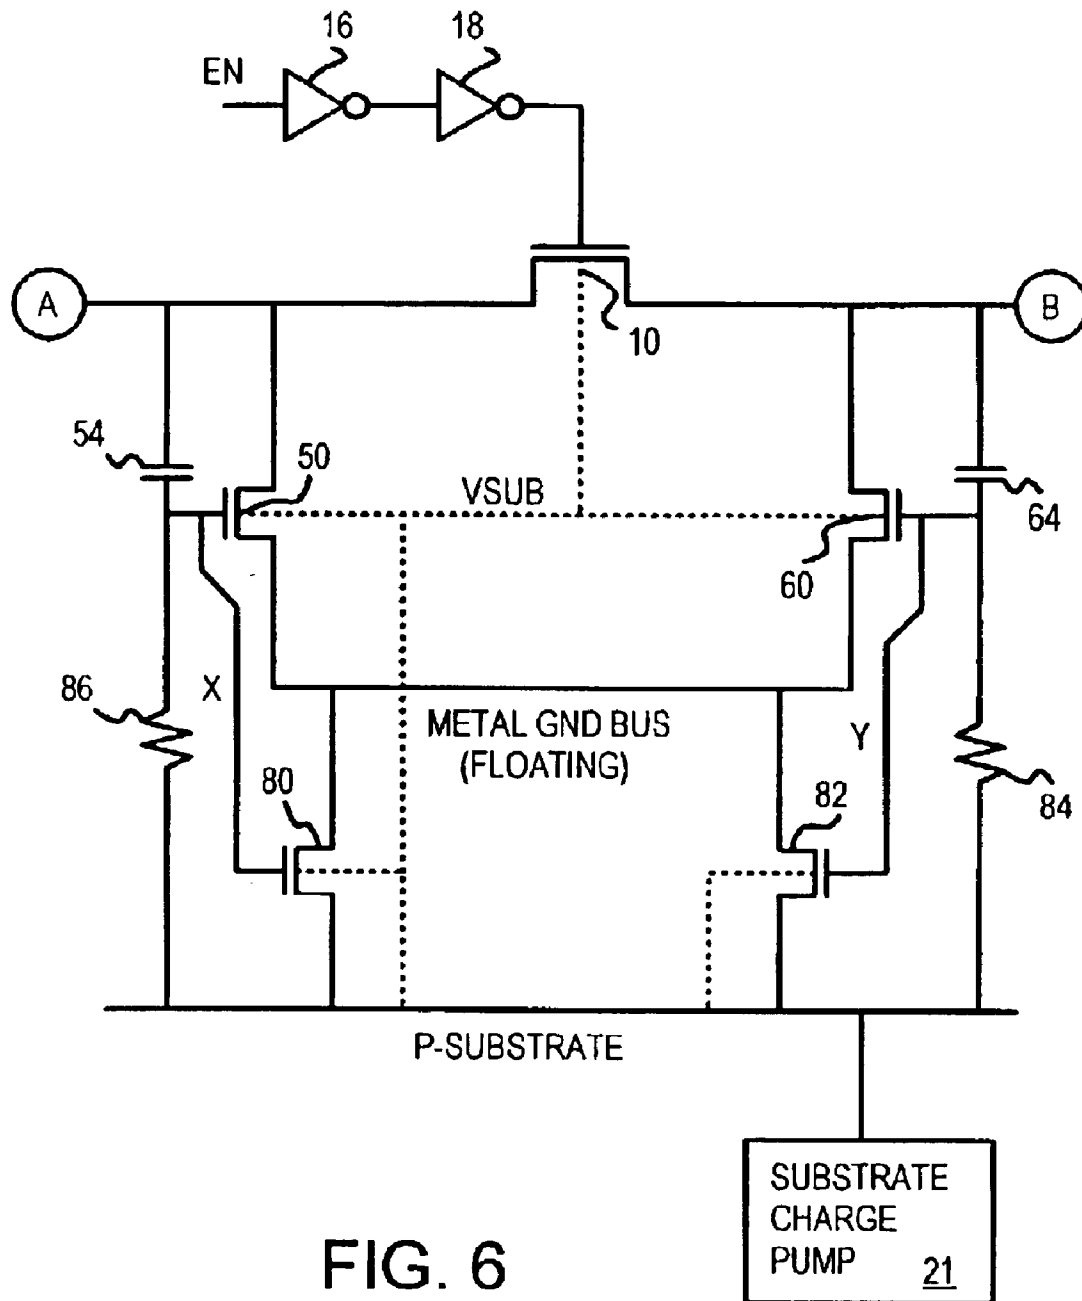 16
18
EN
A
B
10
54
50
VSUB
64
60
86
X
METAL GND BUS
(FLOATING)
Y
80
82
84
P-SUBSTRATE
SUBSTRATE
CHARGE
PUMP
21
FIG. 6